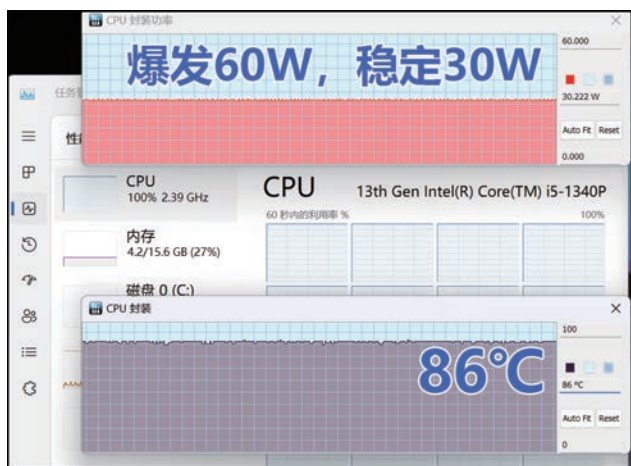 CPU 封装功率
60.000
爆发60W，稳定30W
30.222 W
Auto Fit Reset
0.000
CPU
100% 2.39 GHz
CPU
13th Gen Intel(R) Core(TM) i5-1340P
60 秒内的利用率 %
100%
内存
4.2/15.6 GB (27%)
磁盘 0 (C:)
CPU 封装
100
86℃
86 ℃
Auto Fit Reset
0